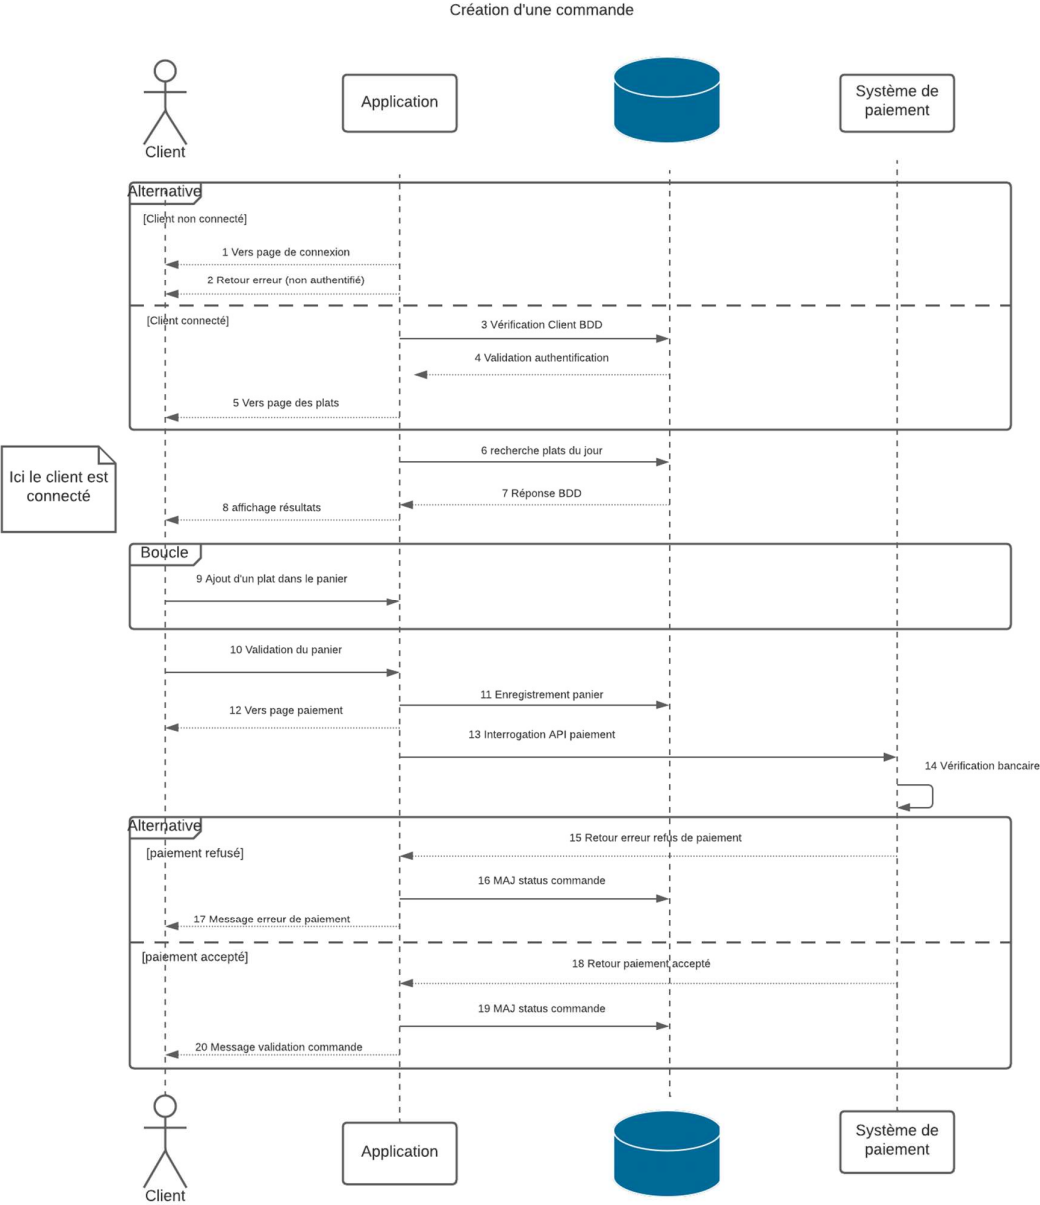 Création d'une commande
Client
Application
Système de
paiement
Alternative
[Client non connecté]
1 Vers page de connexion
2 Retour erreur (non authentifié)
[Client connecté]
3 Vérification Client BDD
4 Validation authentification
5 Vers page des plats
6 recherche plats du jour
Ici le client est
connecté
7 Réponse BDD
8 affichage résultats
Boucle
9 Ajout d'un plat dans le panier
10 Validation du panier
11 Enregistrement panier
12 Vers page paiement
13 Interrogation API paiement
14 Vérification bancaire
Alternative
15 Retour erreur refus de paiement
[paiement refusé]
16 MAJ status commande
17 Message erreur de paiement
[paiement accepté]
18 Retour paiement accepté
19 MAJ status commande
20 Message validation commande
Client
Application
Système de
paiement